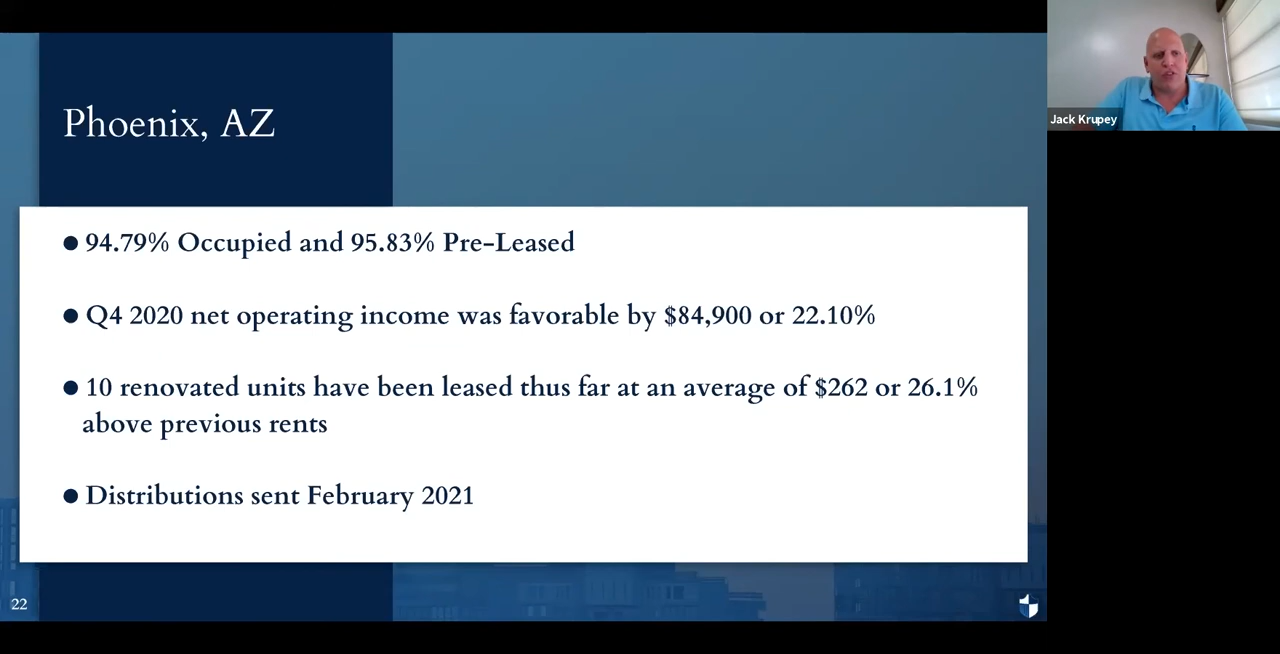 Phoenix, AZ
● 94.79% Occupied and 95.83% Pre-Leased
● Q4 2020 net operating income was favorable by $84,900 or 22.10%
● 10 renovated units have been leased thus far at an average of $262 or 26.1%
above previous rents
● Distributions sent February 2021
22
Jack Krupey